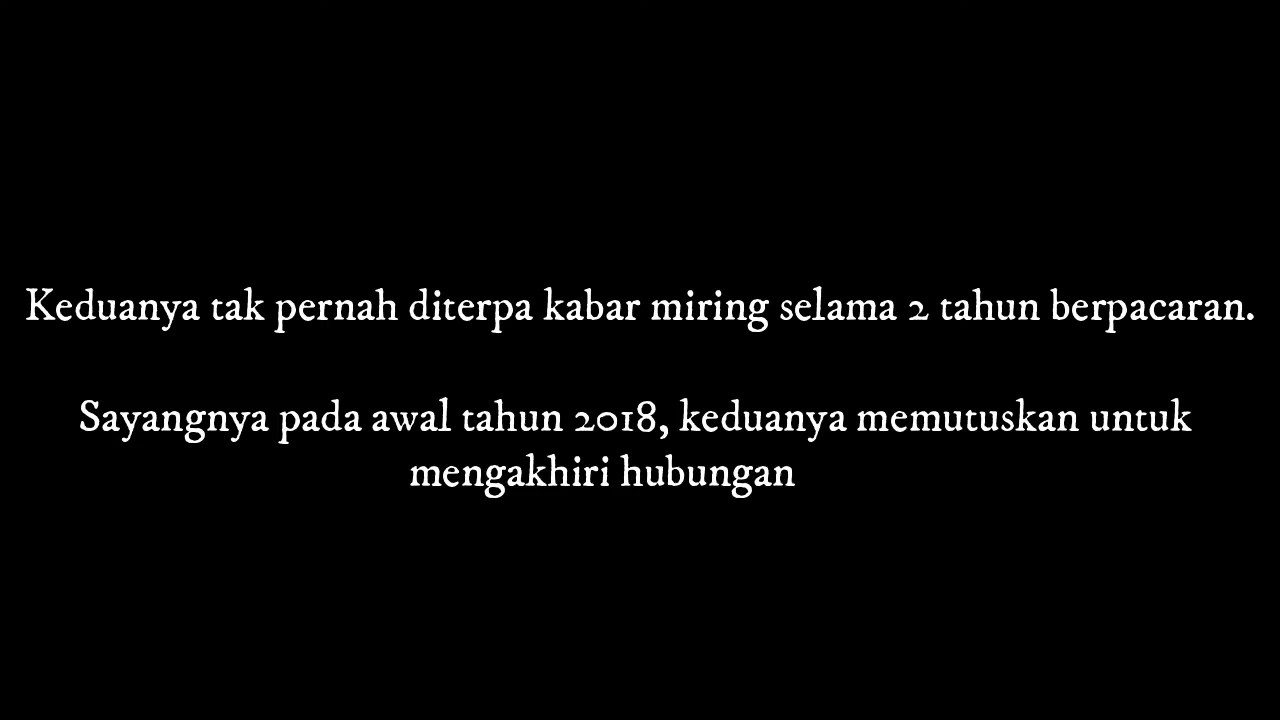 Keduanya tak pernah diterpa kabar miring selama 2 tahun berpacaran.
Sayangnya pada awal tahun 2018, keduanya memutuskan untuk
mengakhiri hubungan